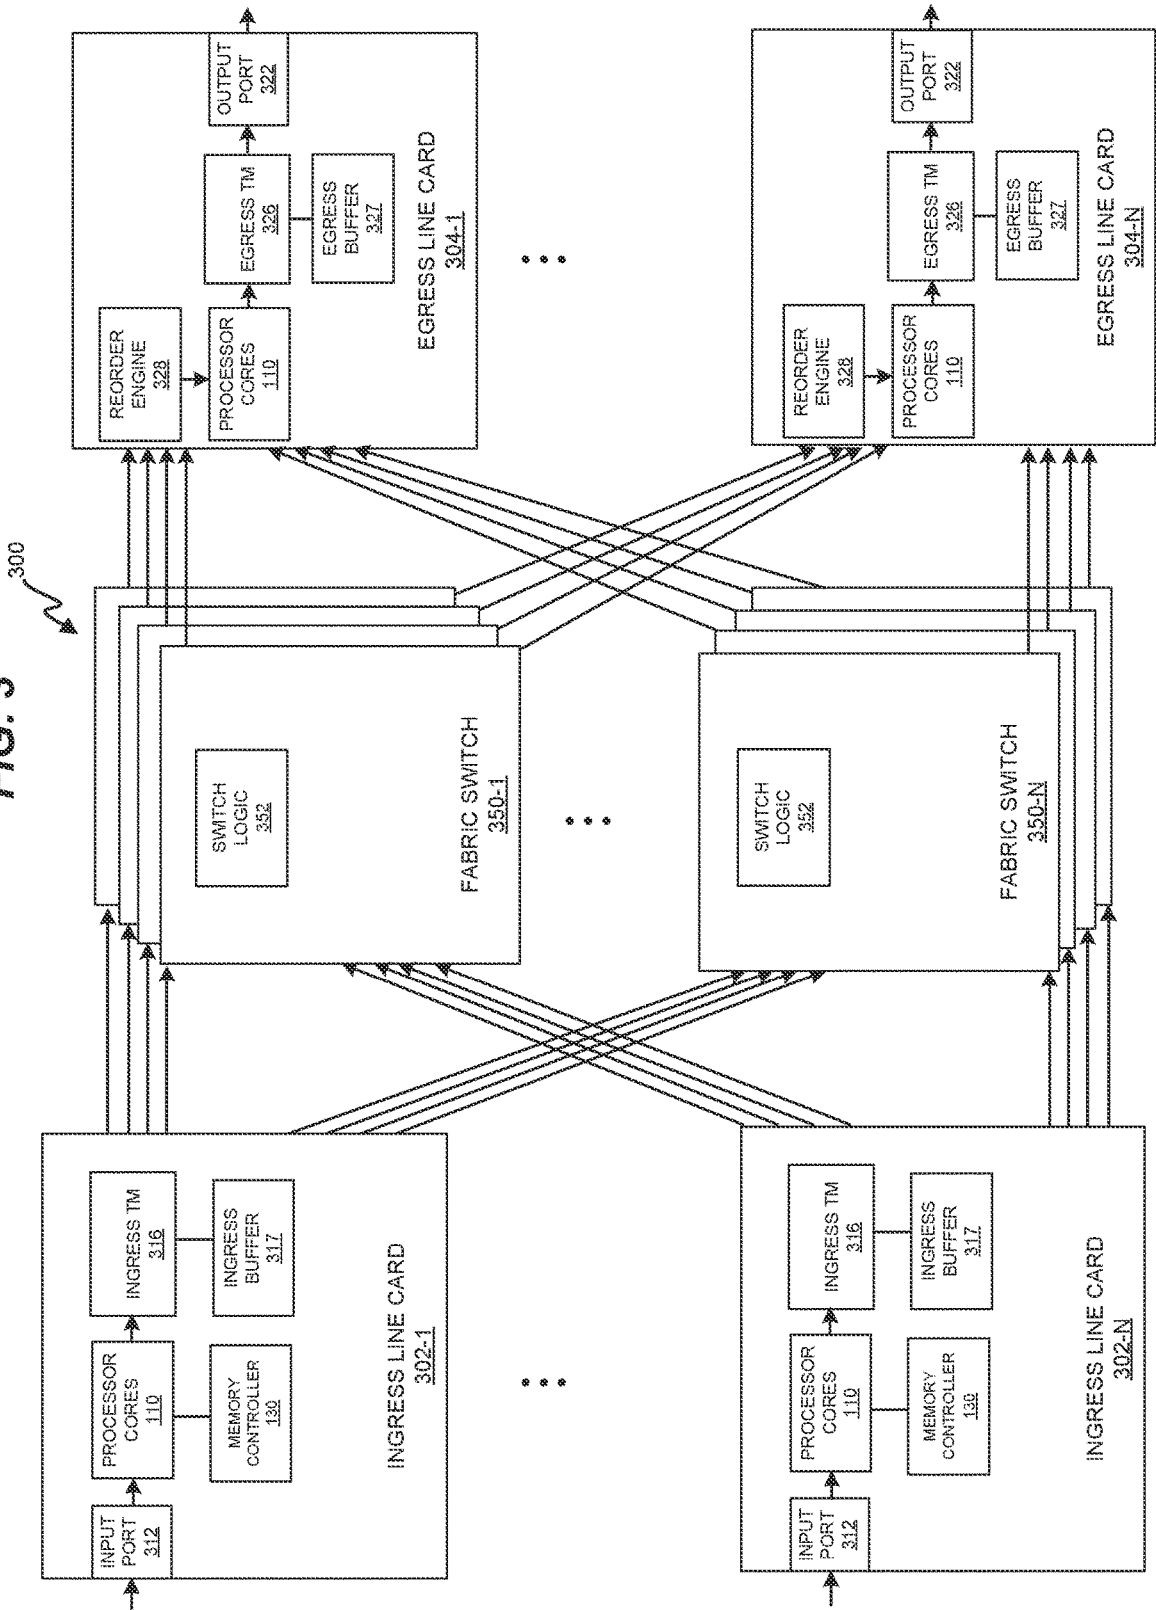 FIG. 3
300
INPUT
PORT
312
PROCESSOR
CORES
110
MEMORY
CONTROLLER
130
INGRESS TM
316
INGRESS
BUFFER
317
INGRESS LINE CARD
302-1
INPUT
PORT
312
PROCESSOR
CORES
110
MEMORY
CONTROLLER
130
INGRESS TM
316
INGRESS
BUFFER
317
INGRESS LINE CARD
302-N
SWITCH
LOGIC
352
FABRIC SWITCH
350-1
SWITCH
LOGIC
352
FABRIC SWITCH
350-N
REORDER
ENGINE
328
PROCESSOR
CORES
110
EGRESS TM
326
EGRESS
BUFFER
327
OUTPUT
PORT
322
EGRESS LINE CARD
304-1
REORDER
ENGINE
328
PROCESSOR
CORES
110
EGRESS TM
326
EGRESS
BUFFER
327
OUTPUT
PORT
322
EGRESS LINE CARD
304-N